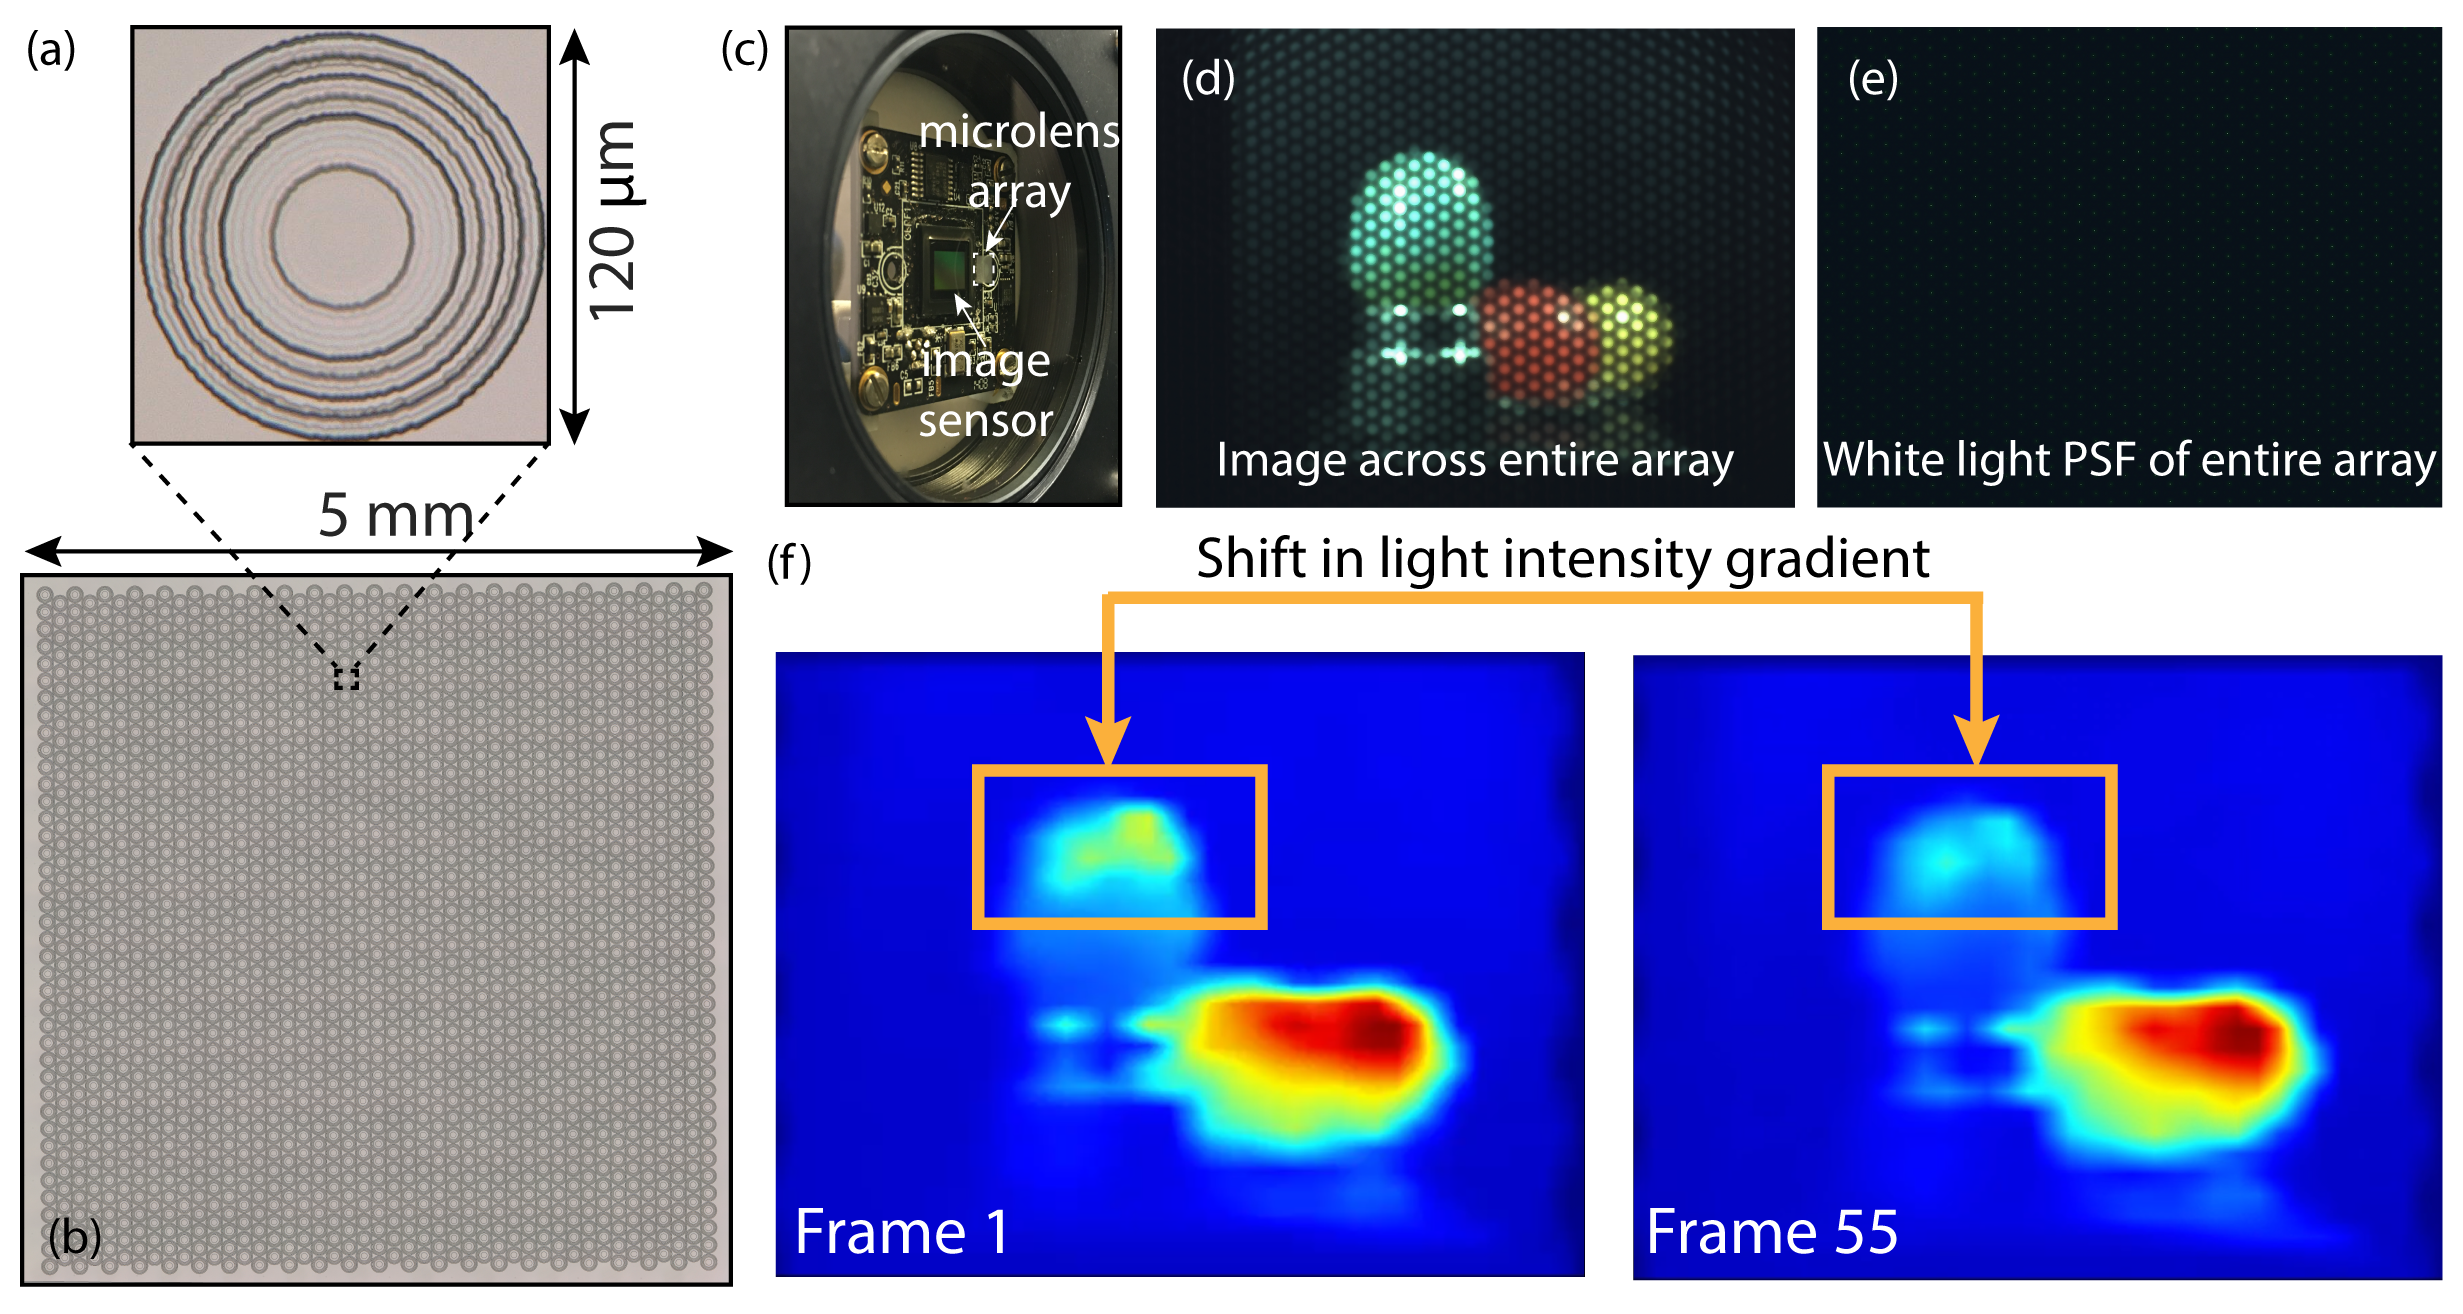 (a)
120 µm
5 mm
(b)
(c)
microlens
array
image
sensor
(d)
Image across entire array
(e)
White light PSF of entire array
(f)
Shift in light intensity gradient
Frame 1
Frame 55